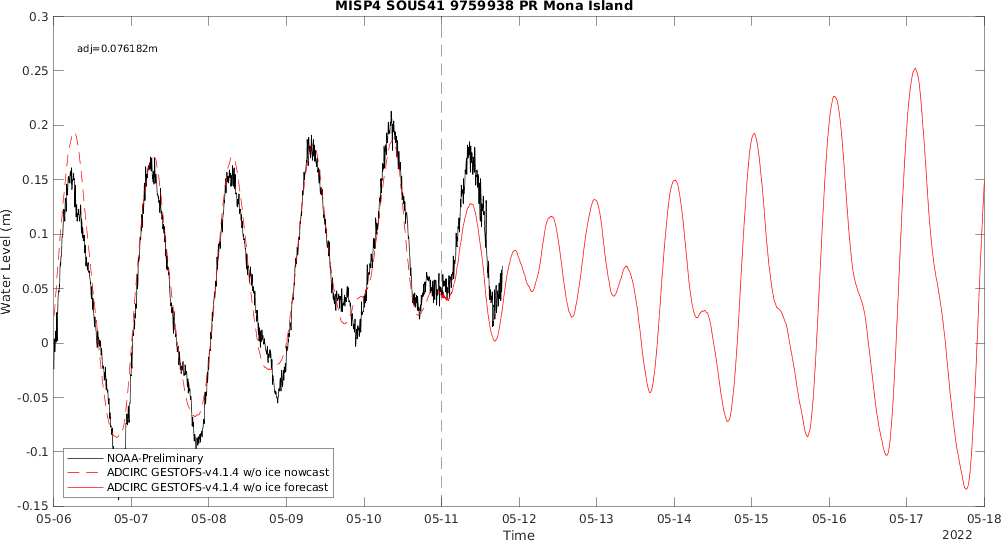 MISP4 SOUS41 9759938 PR Mona Island
adj=0.076182m
0.3
0.25
0.2
0.15
0.1
0.05
0
-0.05
-0.1
-0.15
Water Level (m)
NOAA-Preliminary
ADCIRC GESTOFS-v4.1.4 w/o ice nowcast
ADCIRC GESTOFS-v4.1.4 w/o ice forecast
05-06 05-07 05-08 05-09 05-10 05-11 05-12 05-13 05-14 05-15 05-16 05-17 05-18
Time
2022